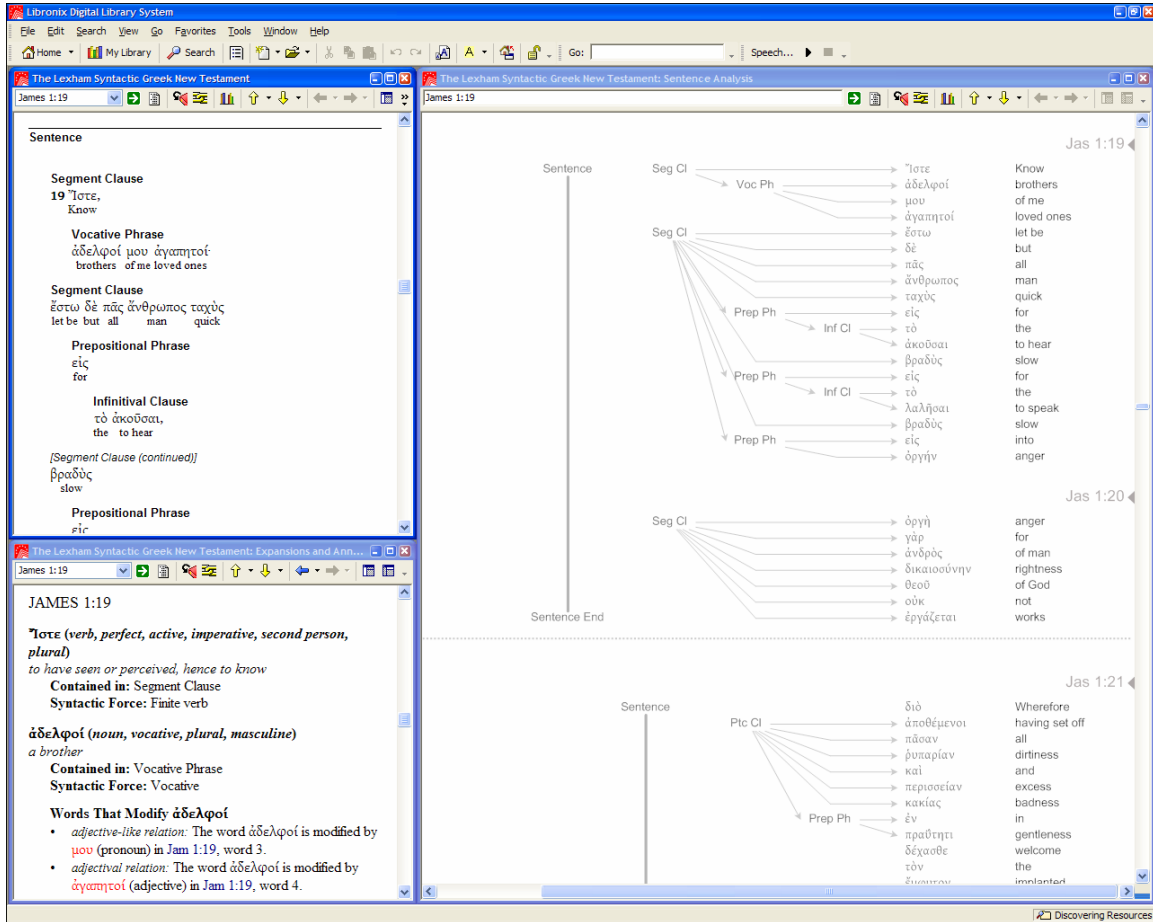 Libronix Digital Library System
File Edit Search View Go Favorites Tools Window Help
Home My Library Search Go: Speech...
The Lexham Syntactic Greek New Testament
James 1:19
Sentence
Segment Clause
19 Ἴστε,
Know
Vocative Phrase
ἀδελφοί μου ἀγαπητοί·
brothers of me loved ones
Segment Clause
ἔστω δὲ πᾶς ἄνθρωπος ταχὺς
let be but all man quick
Prepositional Phrase
εἰς
for
Infinitival Clause
τὸ ἀκοῦσαι,
the to hear
[Segment Clause (continued)]
βραδὺς
slow
Prepositional Phrase
εἰς
The Lexham Syntactic Greek New Testament: Expansions and Ann...
James 1:19
JAMES 1:19
Ἴστε (verb, perfect, active, imperative, second person,
plural)
to have seen or perceived, hence to know
Contained in: Segment Clause
Syntactic Force: Finite verb
ἀδελφοί (noun, vocative, plural, masculine)
a brother
Contained in: Vocative Phrase
Syntactic Force: Vocative
Words That Modify ἀδελφοί
• adjective-like relation: The word ἀδελφοί is modified by
μου (pronoun) in Jam 1:19, word 3.
• adjectival relation: The word ἀδελφοί is modified by
ἀγαπητοί (adjective) in Jam 1:19, word 4.
The Lexham Syntactic Greek New Testament: Sentence Analysis
James 1:19
Jas 1:19
Sentence Seg Cl Ἴστε Know
Voc Ph ἀδελφοί brothers
μου of me
ἀγαπητοί loved ones
Seg Cl ἔστω let be
δὲ but
πᾶς all
ἄνθρωπος man
ταχὺς quick
Prep Ph εἰς for
Inf Cl τὸ the
ἀκοῦσαι to hear
βραδὺς slow
Prep Ph εἰς for
Inf Cl τὸ the
λαλῆσαι to speak
βραδὺς slow
Prep Ph εἰς into
ὀργήν anger
Jas 1:20
Seg Cl ὀργὴ anger
γὰρ for
ἀνδρὸς of man
δικαιοσύνην rightness
θεοῦ of God
οὐκ not
Sentence End ἐργάζεται works
Jas 1:21
Sentence διὸ Wherefore
Ptc Cl ἀποθέμενοι having set off
πᾶσαν all
ῥυπαρίαν dirtiness
καὶ and
περισσείαν excess
κακίας badness
Prep Ph ἐν in
πραΰτητι gentleness
δέχασθε welcome
τὸν the
ἔμφυτον implanted
Discovering Resources